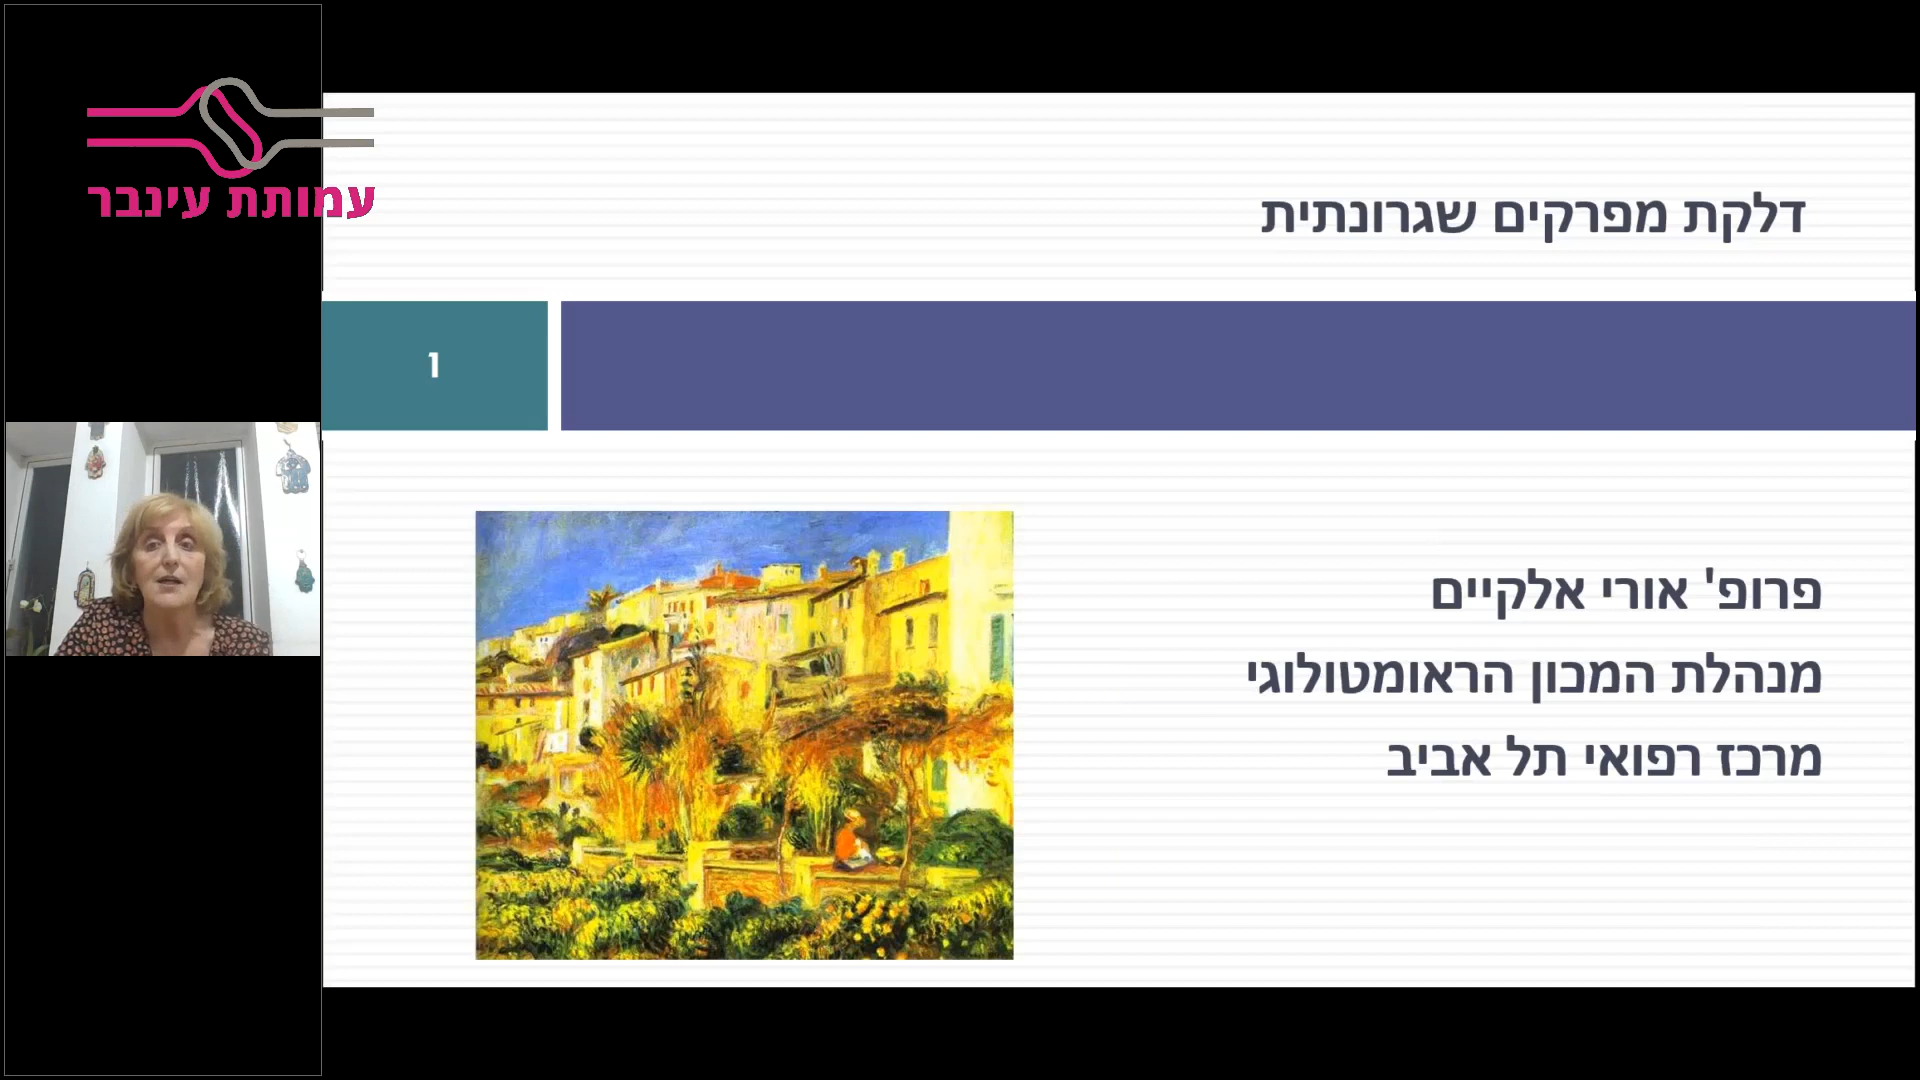 עמותת עינבר
דלקת מפרקים שגרונתית
1
פרופ' אורי אלקיים
מנהלת המכון הראומטולוגי
מרכז רפואי תל אביב